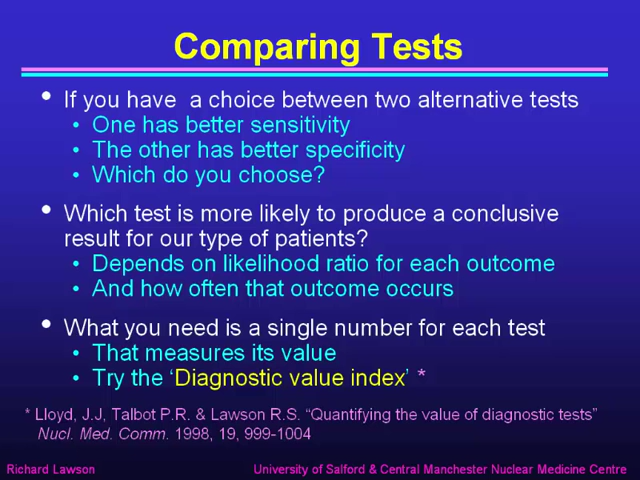 Comparing Tests
• If you have a choice between two alternative tests
• One has better sensitivity
• The other has better specificity
• Which do you choose?
• Which test is more likely to produce a conclusive
result for our type of patients?
• Depends on likelihood ratio for each outcome
• And how often that outcome occurs
• What you need is a single number for each test
• That measures its value
• Try the ‘Diagnostic value index’ *
* Lloyd, J.J, Talbot P.R. & Lawson R.S. “Quantifying the value of diagnostic tests”
Nucl. Med. Comm. 1998, 19, 999-1004
Richard Lawson
University of Salford & Central Manchester Nuclear Medicine Centre